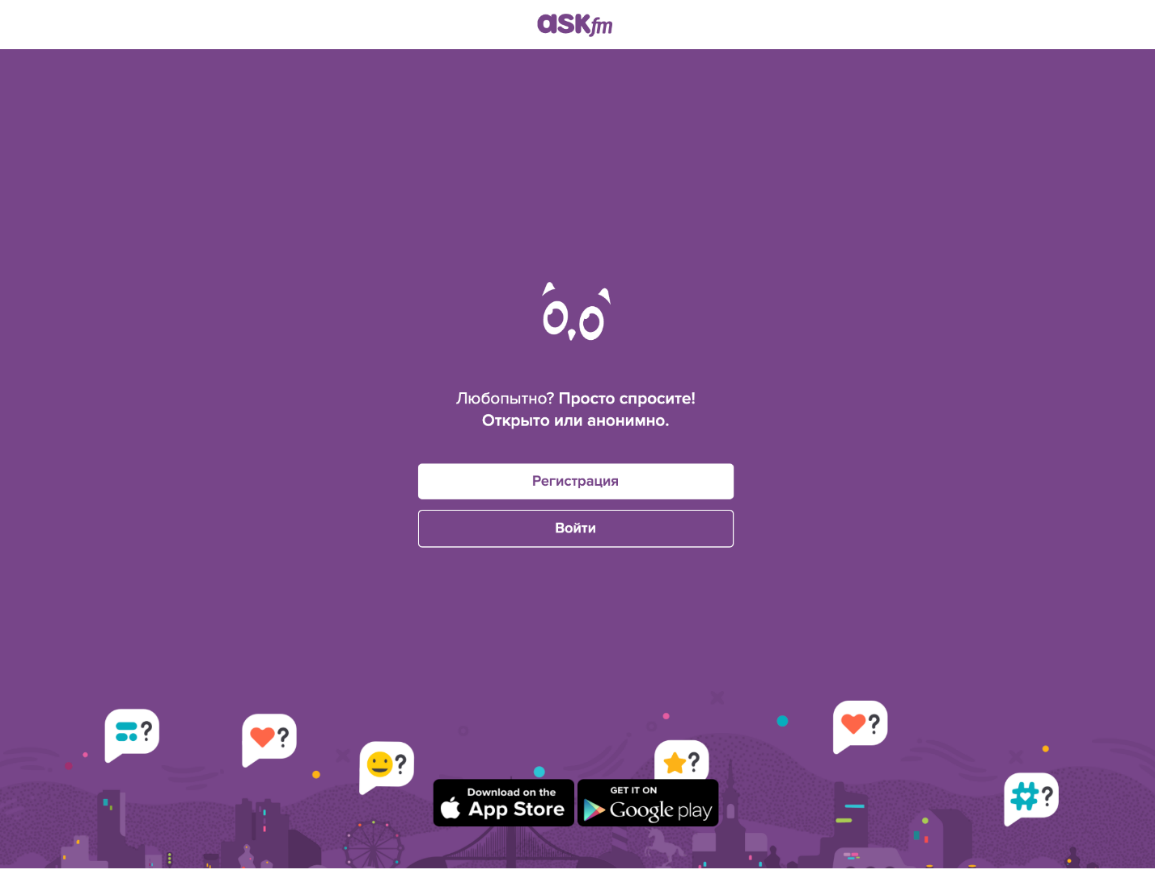 ASKfm
Любопытно? Просто спросите!
Открыто или анонимно.
Регистрация
Войти
?
?
?
?
?
#?
Download on the
App Store
GET IT ON
Google play